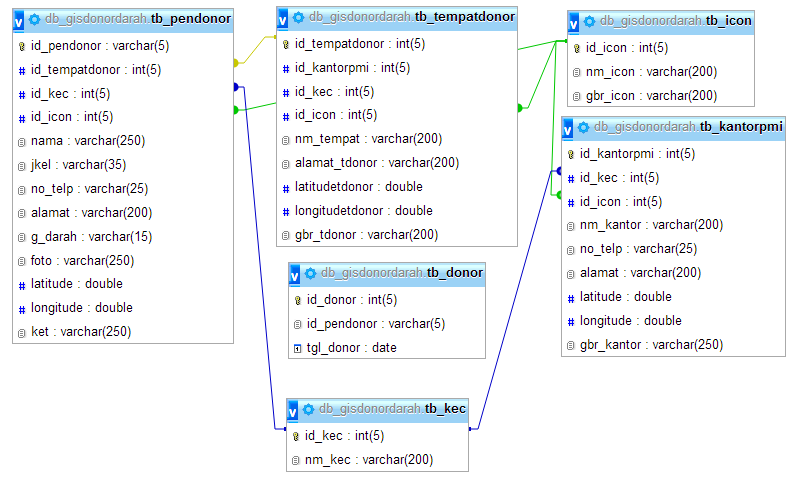 db_gisdonordarah.tb_pendonor
id_pendonor : varchar(5)
id_tempatdonor : int(5)
id_kec : int(5)
id_icon : int(5)
nama : varchar(250)
jkel : varchar(35)
no_telp : varchar(25)
alamat : varchar(200)
g_darah : varchar(15)
foto : varchar(250)
latitude : double
longitude : double
ket : varchar(250)
db_gisdonordarah.tb_tempatdonor
id_tempatdonor : int(5)
id_kantorpmi : int(5)
id_kec : int(5)
id_icon : int(5)
nm_tempat : varchar(200)
alamat_tdonor : varchar(200)
latitudetdonor : double
longitudetdonor : double
gbr_tdonor : varchar(200)
db_gisdonordarah.tb_donor
id_donor : int(5)
id_pendonor : varchar(5)
tgl_donor : date
db_gisdonordarah.tb_kec
id_kec : int(5)
nm_kec : varchar(200)
db_gisdonordarah.tb_icon
id_icon : int(5)
nm_icon : varchar(200)
gbr_icon : varchar(200)
db_gisdonordarah.tb_kantorpmi
id_kantorpmi : int(5)
id_kec : int(5)
id_icon : int(5)
nm_kantor : varchar(200)
no_telp : varchar(25)
alamat : varchar(200)
latitude : double
longitude : double
gbr_kantor : varchar(250)